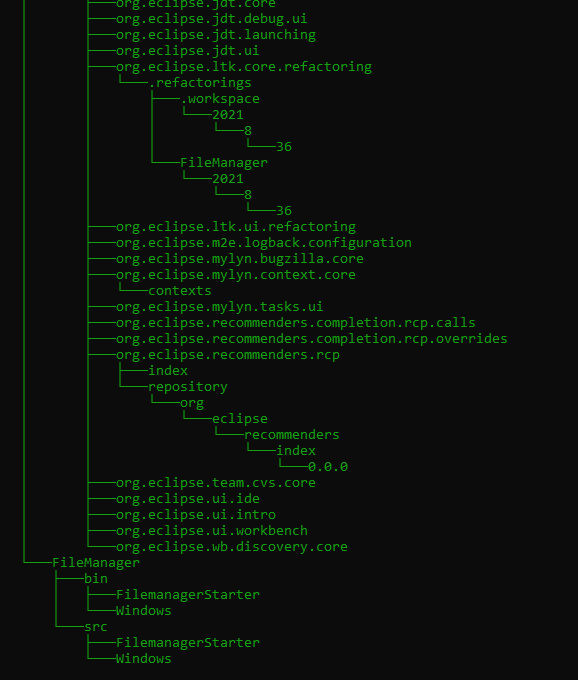 org.eclipse.jdt.core
org.eclipse.jdt.debug.ui
org.eclipse.jdt.launching
org.eclipse.jdt.ui
org.eclipse.ltk.core.refactoring
.refactorings
.workspace
2021
8
36
FileManager
2021
8
36
org.eclipse.ltk.ui.refactoring
org.eclipse.m2e.logback.configuration
org.eclipse.mylyn.bugzilla.core
org.eclipse.mylyn.context.core
contexts
org.eclipse.mylyn.tasks.ui
org.eclipse.recommenders.completion.rcp.calls
org.eclipse.recommenders.completion.rcp.overrides
org.eclipse.recommenders.rcp
index
repository
org
eclipse
recommenders
index
0.0.0
org.eclipse.team.cvs.core
org.eclipse.ui.ide
org.eclipse.ui.intro
org.eclipse.ui.workbench
org.eclipse.wb.discovery.core
FileManager
bin
FilemanagerStarter
Windows
src
FilemanagerStarter
Windows